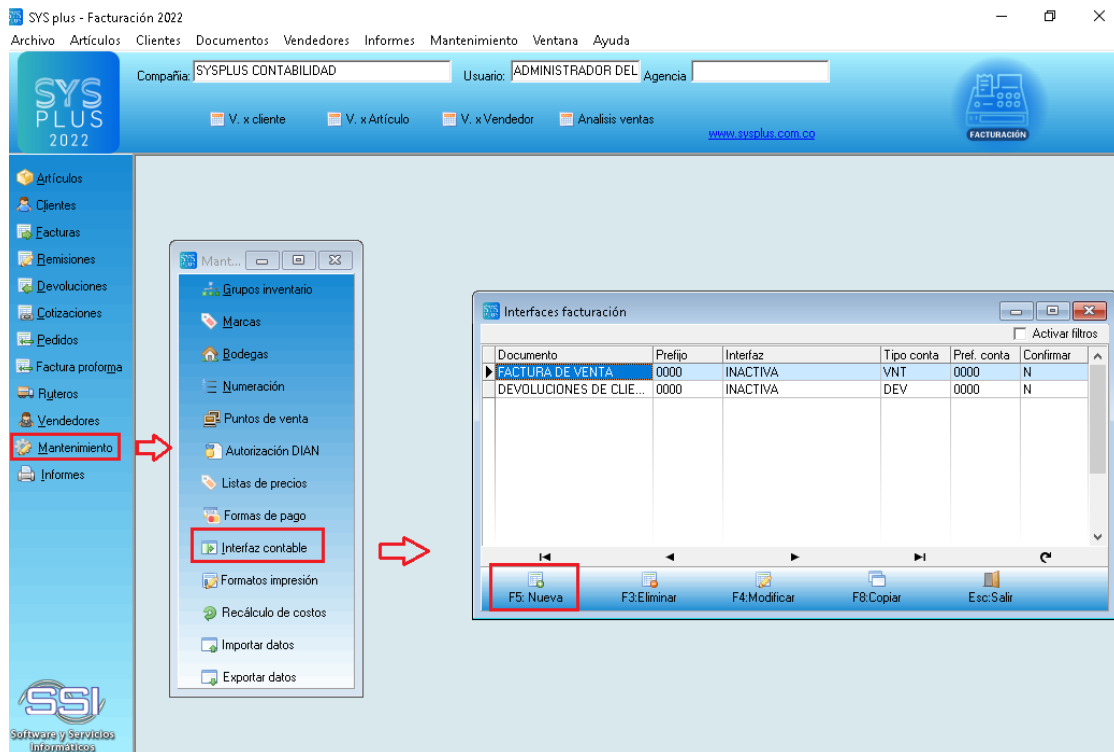 SYS plus - Facturación 2022
Archivo Artículos Clientes Documentos Vendedores Informes Mantenimiento Ventana Ayuda
SYS
PLUS
2022
Compañia: SYSPLUS CONTABILIDAD Usuario: ADMINISTRADOR DEL Agencia
V. x cliente V. x Artículo V. x Vendedor Analisis ventas
www.sysplus.com.co
FACTURACIÓN
Artículos
Clientes
Facturas
Remisiones
Devoluciones
Cotizaciones
Pedidos
Factura proforma
Ruteros
Vendedores
Mantenimiento
Informes
Mant...
Grupos inventario
Marcas
Bodegas
Numeración
Puntos de venta
Autorización DIAN
Listas de precios
Formas de pago
Interfaz contable
Formatos impresión
Recálculo de costos
Importar datos
Exportar datos
Interfaces facturación
Activar filtros
Documento Prefijo Interfaz Tipo conta Pref. conta Confirmar
FACTURA DE VENTA 0000 INACTIVA VNT 0000 N
DEVOLUCIONES DE CLIE... 0000 INACTIVA DEV 0000 N
F5: Nueva F3:Eliminar F4:Modificar F8:Copiar Esc:Salir
SSI
Software y Servicios
Informáticos